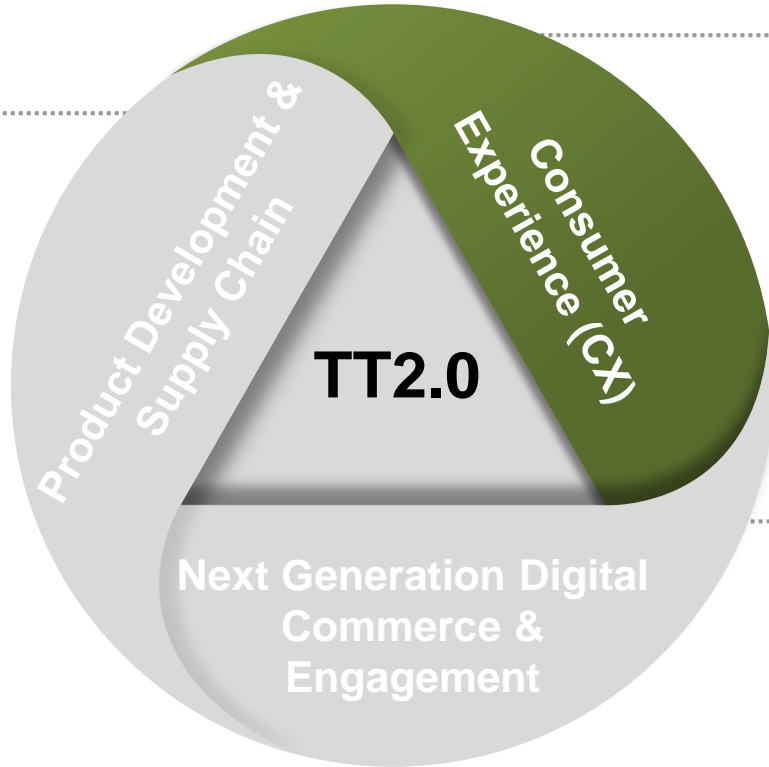 Product Development &
Supply Chain
Consumer
Experience (CX)
TT2.0
Next Generation Digital
Commerce &
Engagement